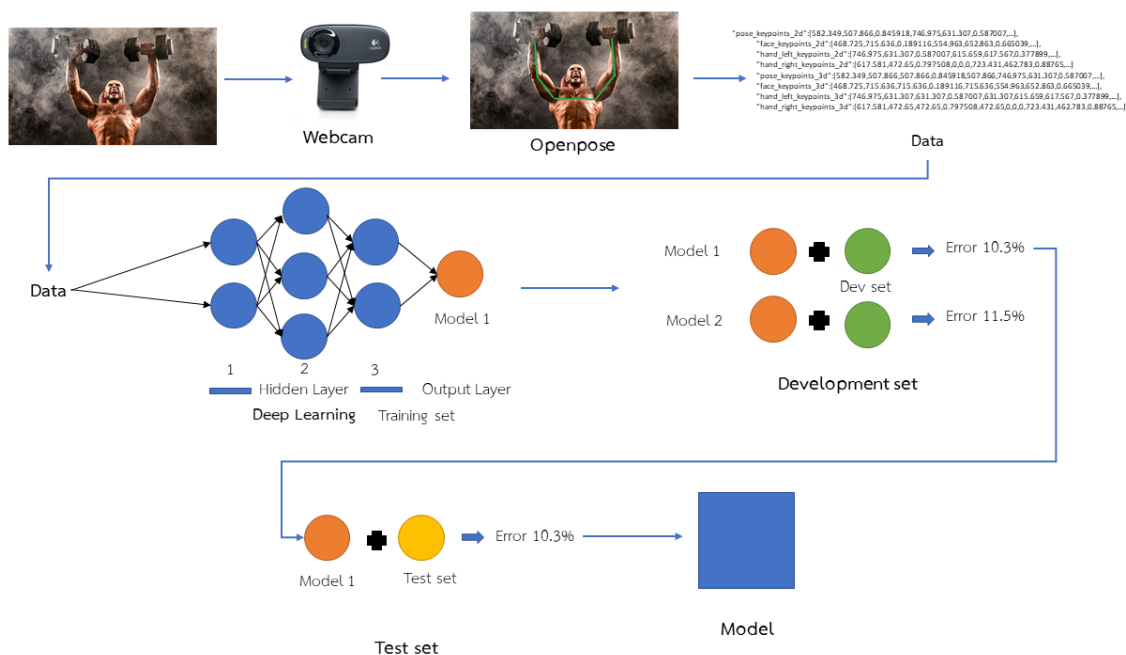 "pose_keypoints_2d":[582.349,507.866,0.845918,746.975,631.307,0.587007,...],
"face_keypoints_2d":[468.725,715.636,0.189116,554.963,652.863,0.665039,...],
"hand_left_keypoints_2d":[746.975,631.307,0.587007,615.659,617.567,0.377899,...],
"hand_right_keypoints_2d":[617.581,472.65,0.797508,0,0,0,723.431,462.783,0.88765,...]
"pose_keypoints_3d":[582.349,507.866,507.866,0.845918,507.866,746.975,631.307,0.587007,...],
"face_keypoints_3d":[468.725,715.636,715.636,0.189116,715.636,554.963,652.863,0.665039,...],
"hand_left_keypoints_3d":[746.975,631.307,631.307,0.587007,631.307,615.659,617.567,0.377899,...],
"hand_right_keypoints_3d":[617.581,472.65,472.65,0.797508,472.65,0,0,0,723.431,462.783,0.88765,...]
Webcam
Openpose
Data
Data
Model 1
1 2 3
Hidden Layer Output Layer
Deep Learning Training set
Model 1 Error 10.3%
Dev set
Model 2 Error 11.5%
Development set
Error 10.3%
Model 1 Test set
Test set
Model